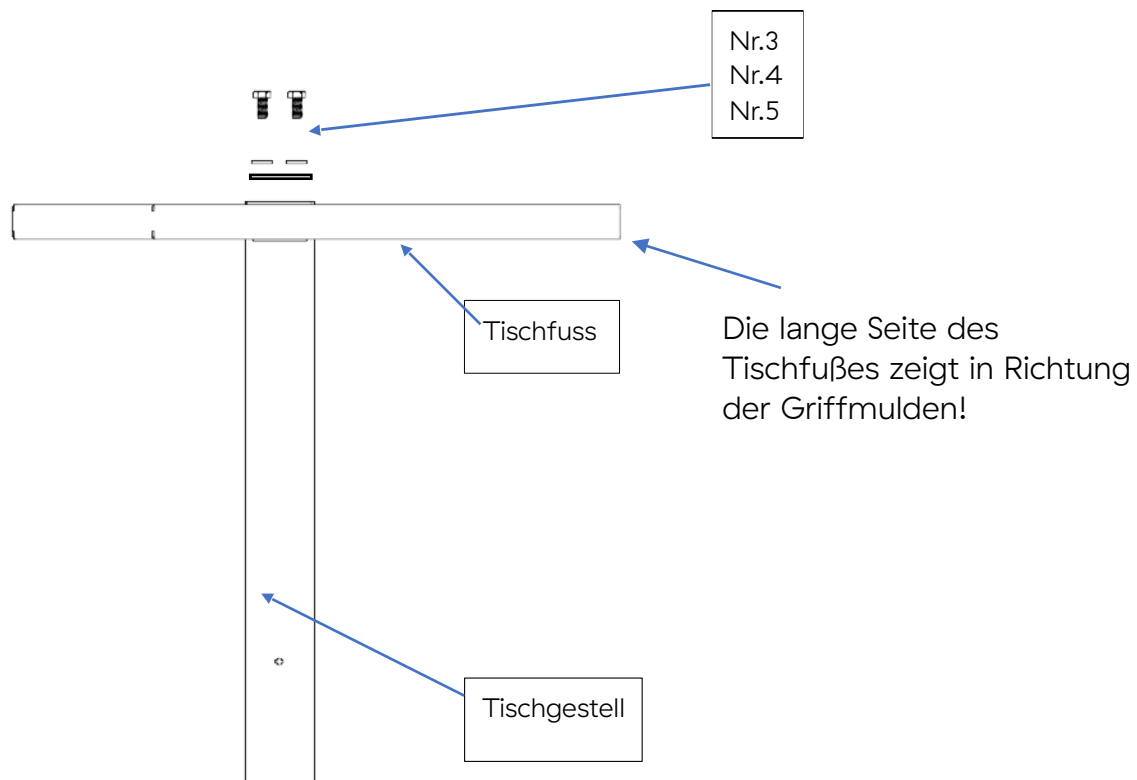 Nr.3
Nr.4
Nr.5
Tischfuss
Die lange Seite des
Tischfußes zeigt in Richtung
der Griffmulden!
Tischgestell